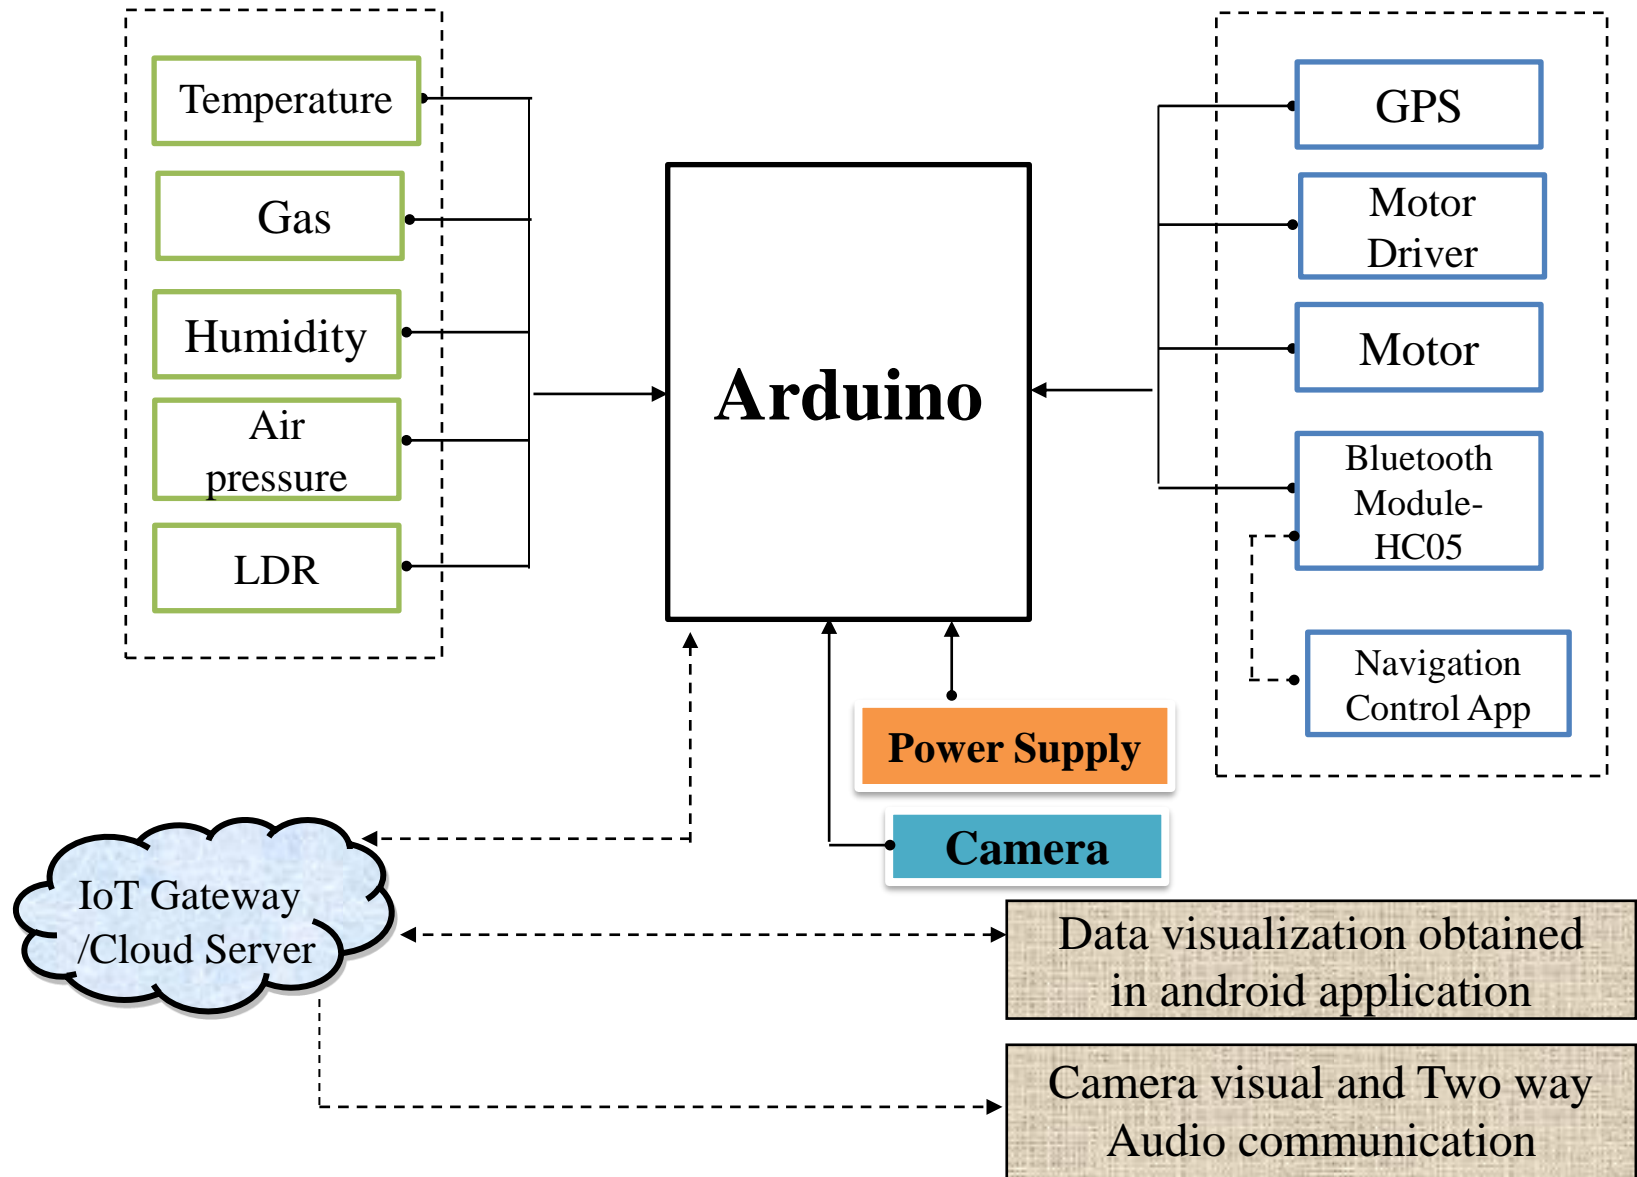 Temperature
Gas
Humidity
Air
pressure
LDR
Arduino
GPS
Motor
Driver
Motor
Bluetooth
Module-
HC05
Navigation
Control App
Power Supply
Camera
IoT Gateway
/Cloud Server
Data visualization obtained
in android application
Camera visual and Two way
Audio communication